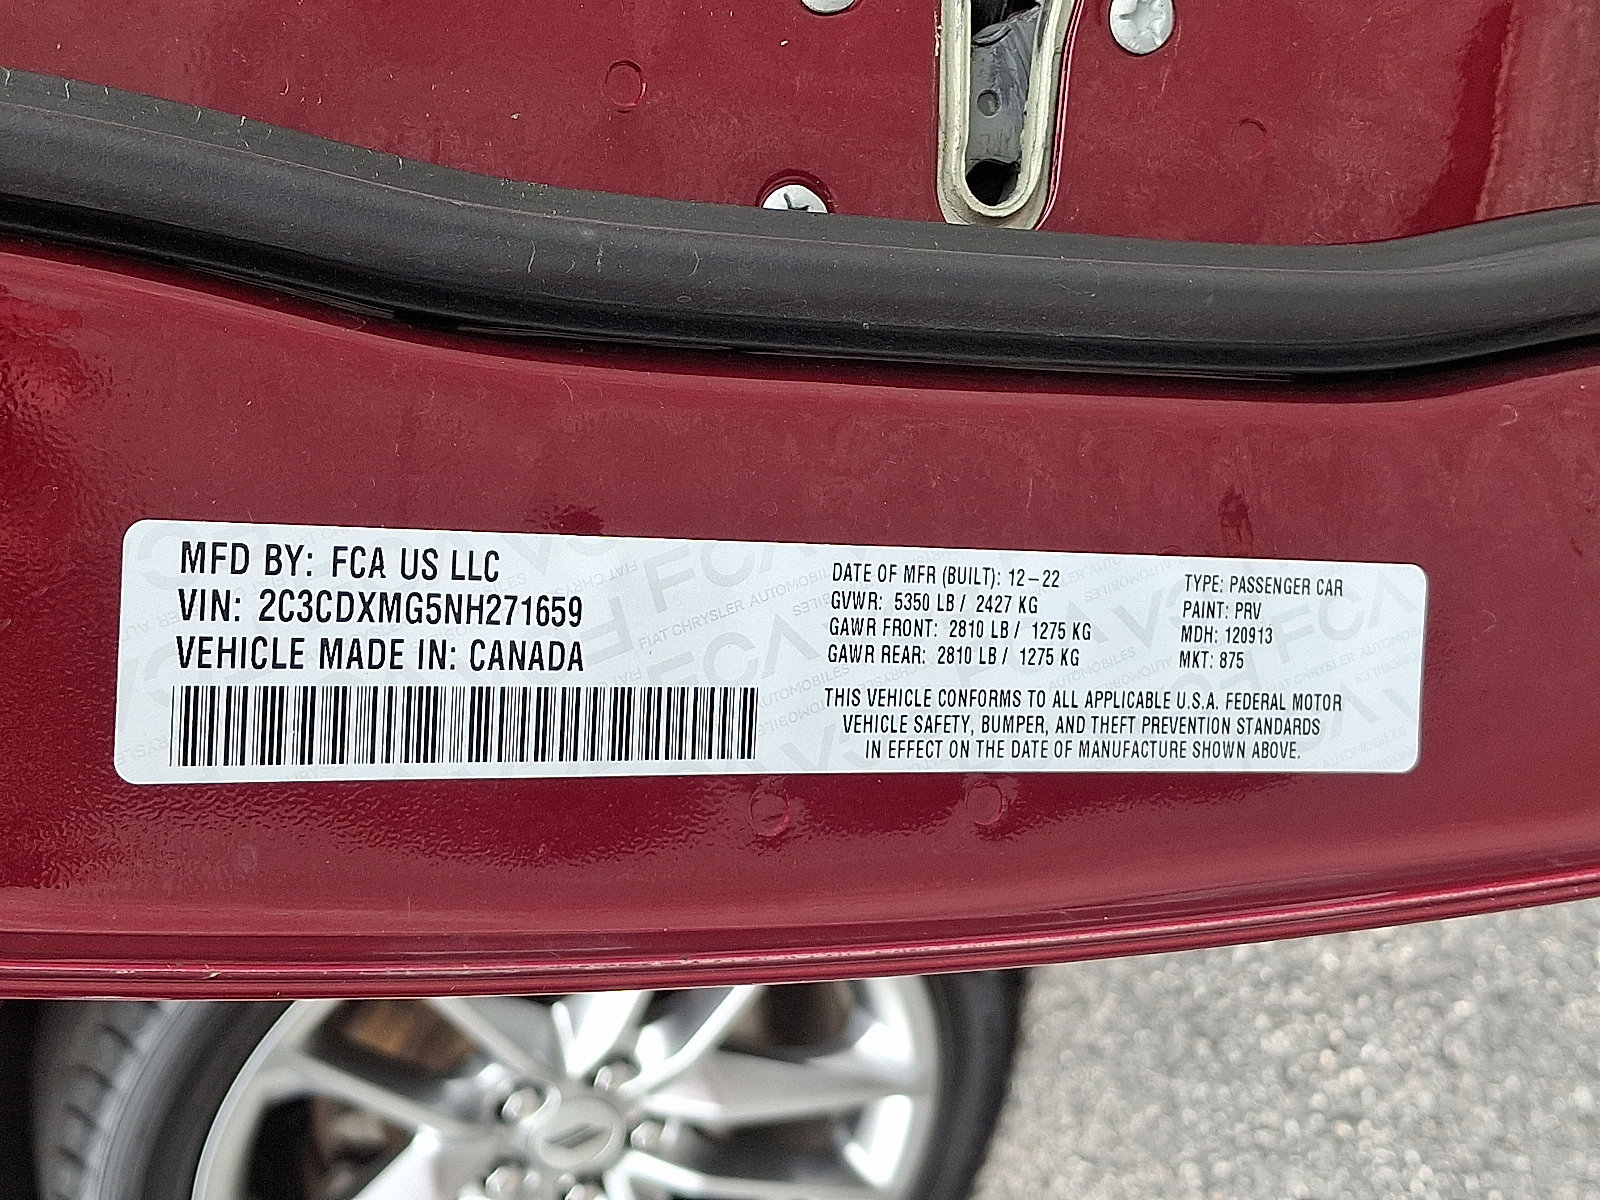 MFD BY: FCA US LLC
VIN: 2C3CDXMG5NH271659
VEHICLE MADE IN: CANADA
DATE OF MFR (BUILT): 12-22
GVWR: 5350 LB / 2427 KG
GAWR FRONT: 2810 LB / 1275 KG
GAWR REAR: 2810 LB / 1275 KG
TYPE: PASSENGER CAR
PAINT: PRV
MDH: 120913
MKT: 875
THIS VEHICLE CONFORMS TO ALL APPLICABLE U.S.A. FEDERAL MOTOR
VEHICLE SAFETY, BUMPER, AND THEFT PREVENTION STANDARDS
IN EFFECT ON THE DATE OF MANUFACTURE SHOWN ABOVE.